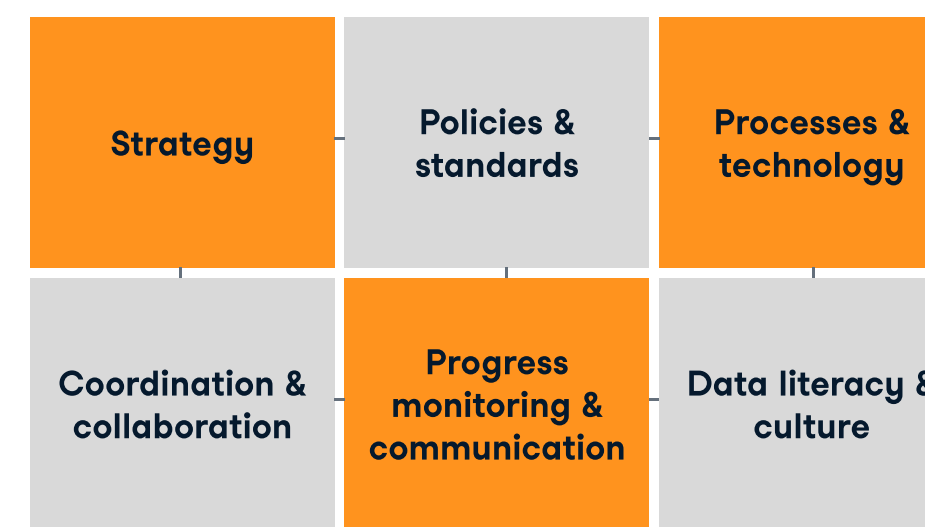 Strategy
Policies &
standards
Processes &
technology
Coordination &
collaboration
Progress
monitoring &
communication
Data literacy &
culture